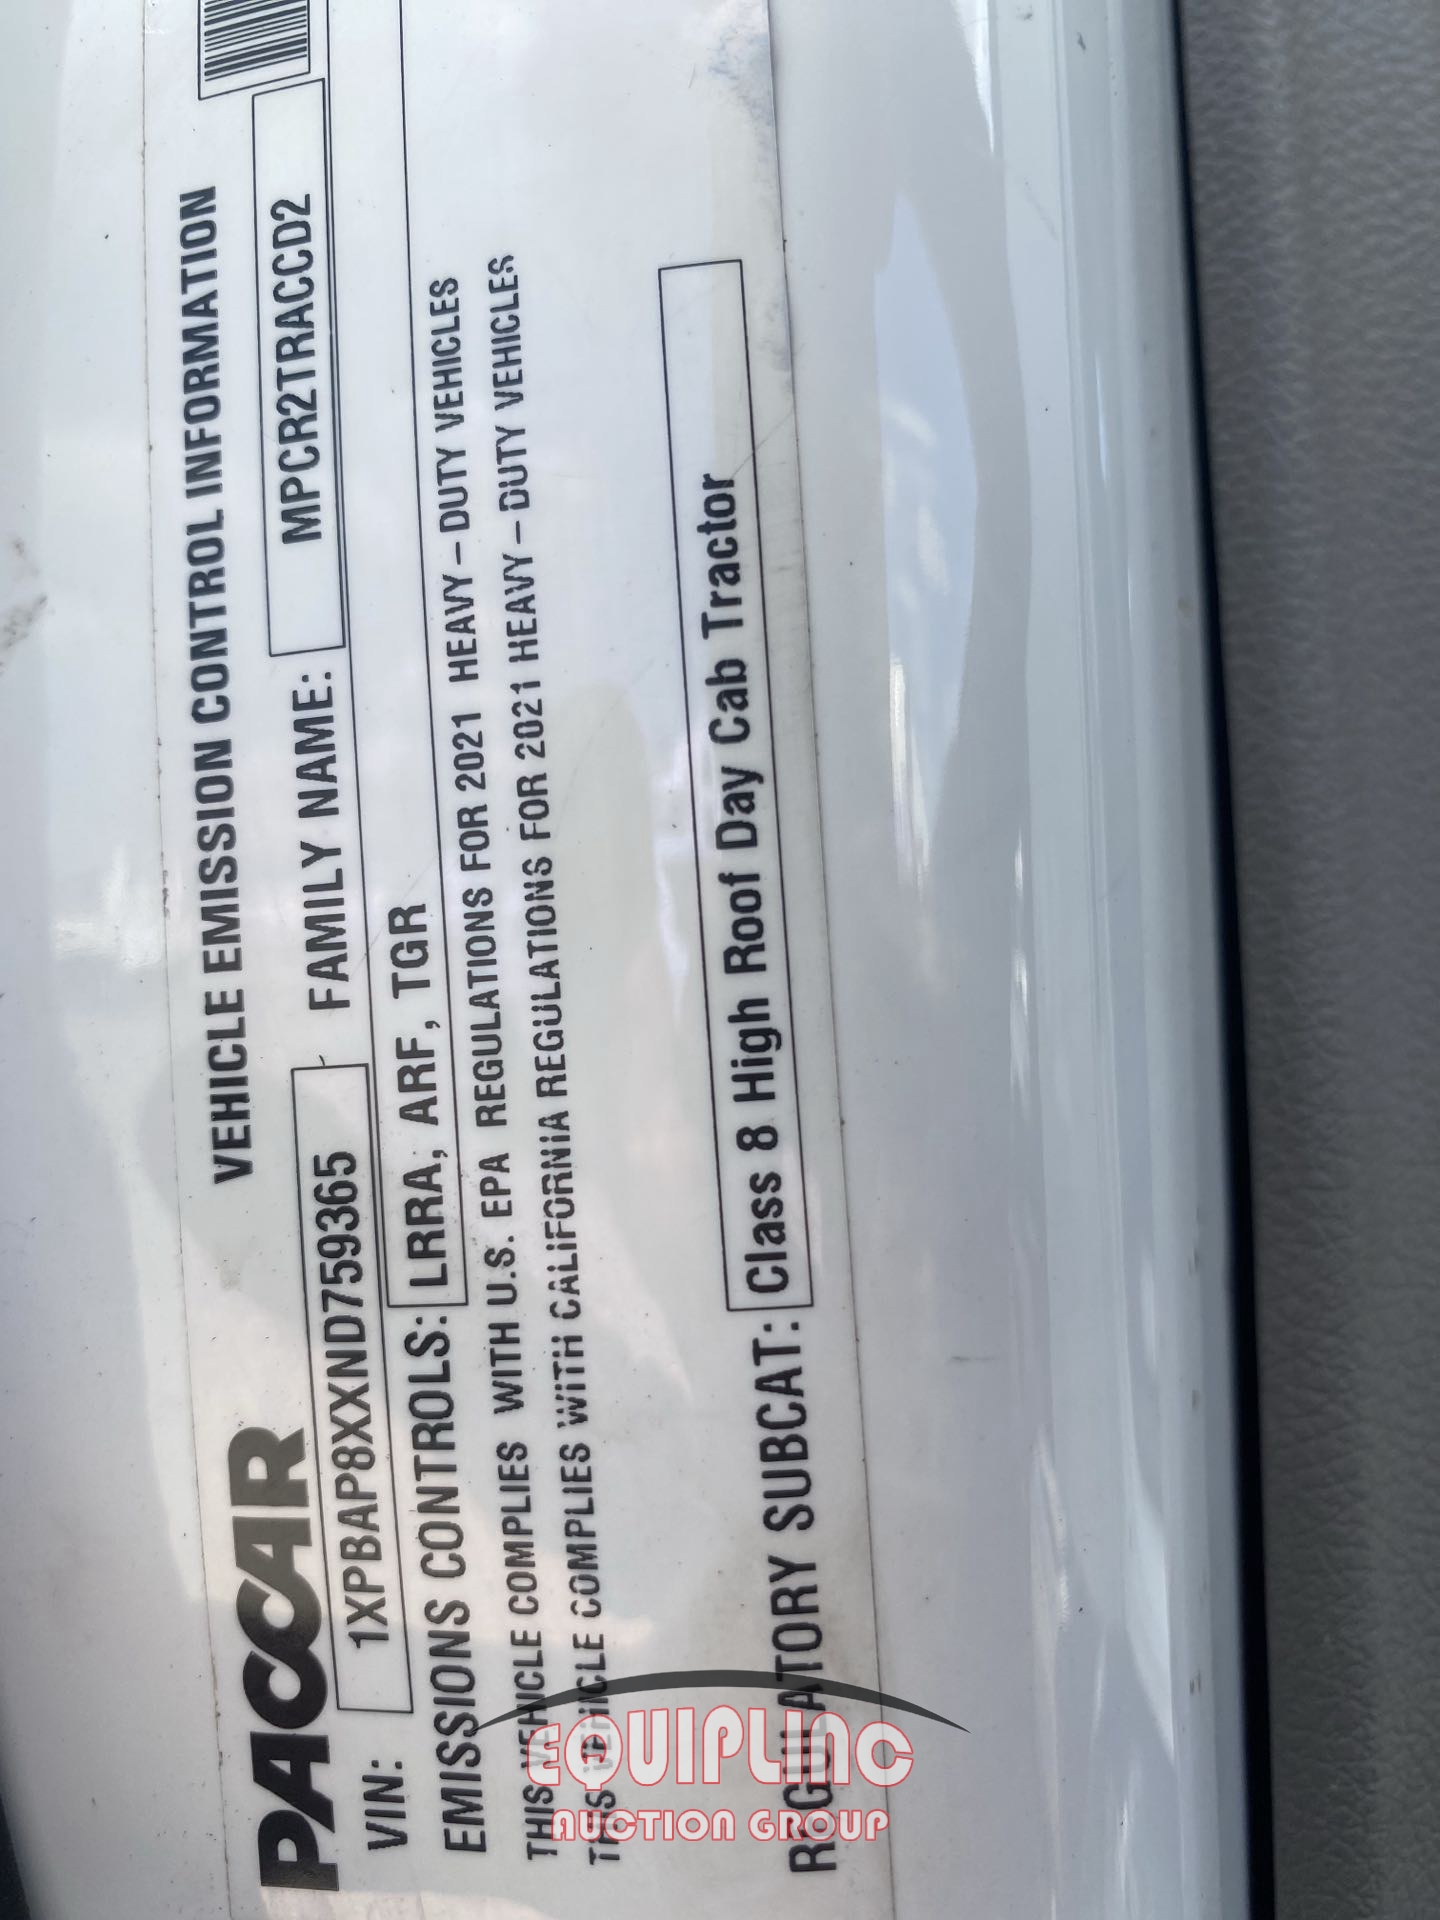 PACCAR VEHICLE EMISSION CONTROL INFORMATION
VIN: 1XPBAP8XXND759365 FAMILY NAME: MPCR2TRACCD2
EMISSIONS CONTROLS: LRRA, ARF, TGR
THIS VEHICLE COMPLIES WITH U.S. EPA REGULATIONS FOR 2021 HEAVY-DUTY VEHICLES
THIS VEHICLE COMPLIES WITH CALIFORNIA REGULATIONS FOR 2021 HEAVY-DUTY VEHICLES
REGULATORY SUBCAT: Class 8 High Roof Day Cab Tractor
EQUIPLINC
AUCTION GROUP